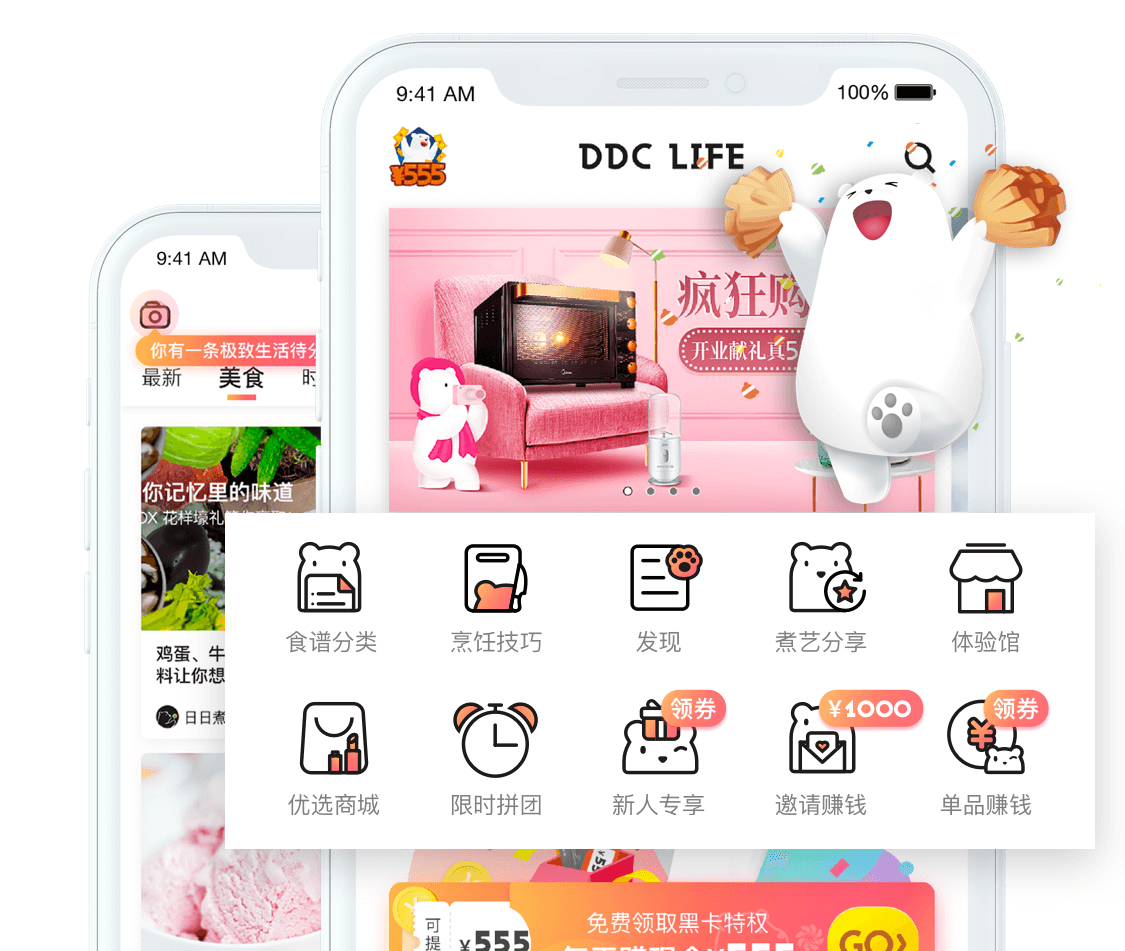 9:41 AM
100%
¥555
DDC LIFE
疯狂购
开业献礼真5
9:41 AM
你有一条极致生活待分
最新 美食 时
你记忆里的味道
OX 花样壕礼等你
鸡蛋、牛
料让你想
日日煮
食谱分类 烹饪技巧 发现 煮艺分享 体验馆
领券 ¥1000 领券
优选商城 限时拼团 新人专享 邀请赚钱 单品赚钱
可提
¥555
免费领取黑卡特权
¥555
GO